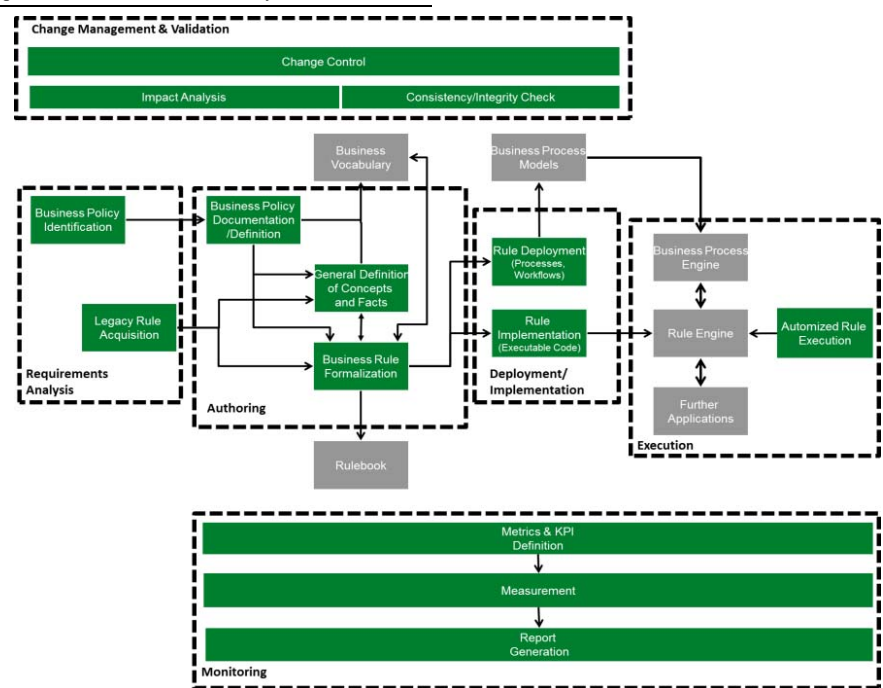 Change Management & Validation
Change Control
Impact Analysis
Consistency/Integrity Check
Business
Vocabulary
Business Process
Models
Business Policy
Identification
Business Policy
Documentation
/Definition
General Definition
of Concepts
and Facts
Legacy Rule
Acquisition
Business Rule
Formalization
Requirements
Analysis
Authoring
Rulebook
Rule Deployment
(Processes,
Workflows)
Rule
Implementation
(Executable Code)
Deployment/
Implementation
Business Process
Engine
Rule Engine
Automized Rule
Execution
Further
Applications
Execution
Metrics & KPI
Definition
Measurement
Report
Generation
Monitoring